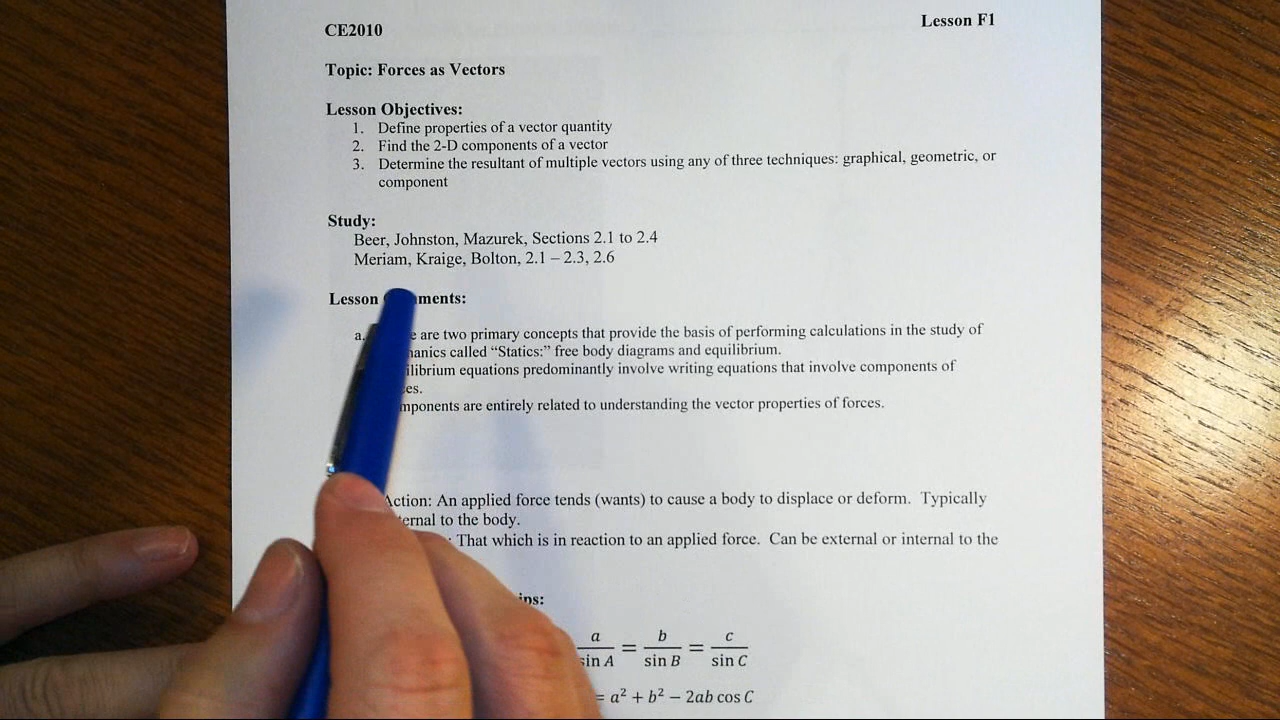 CE2010
Lesson F1
Topic: Forces as Vectors
Lesson Objectives:
1. Define properties of a vector quantity
2. Find the 2-D components of a vector
3. Determine the resultant of multiple vectors using any of three techniques: graphical, geometric, or
component
Study:
Beer, Johnston, Mazurek, Sections 2.1 to 2.4
Meriam, Kraige, Bolton, 2.1 – 2.3, 2.6
Lesson
a. are two primary concepts that provide the basis of performing calculations in the study of
called “Statics:” free body diagrams and equilibrium.
equations predominantly involve writing equations that involve components of
are entirely related to understanding the vector properties of forces.
Action: An applied force tends (wants) to cause a body to displace or deform. Typically
to the body.
: That which is in reaction to an applied force. Can be external or internal to the
a/sin A = b/sin B = c/sin C
= a² + b² − 2ab cos C